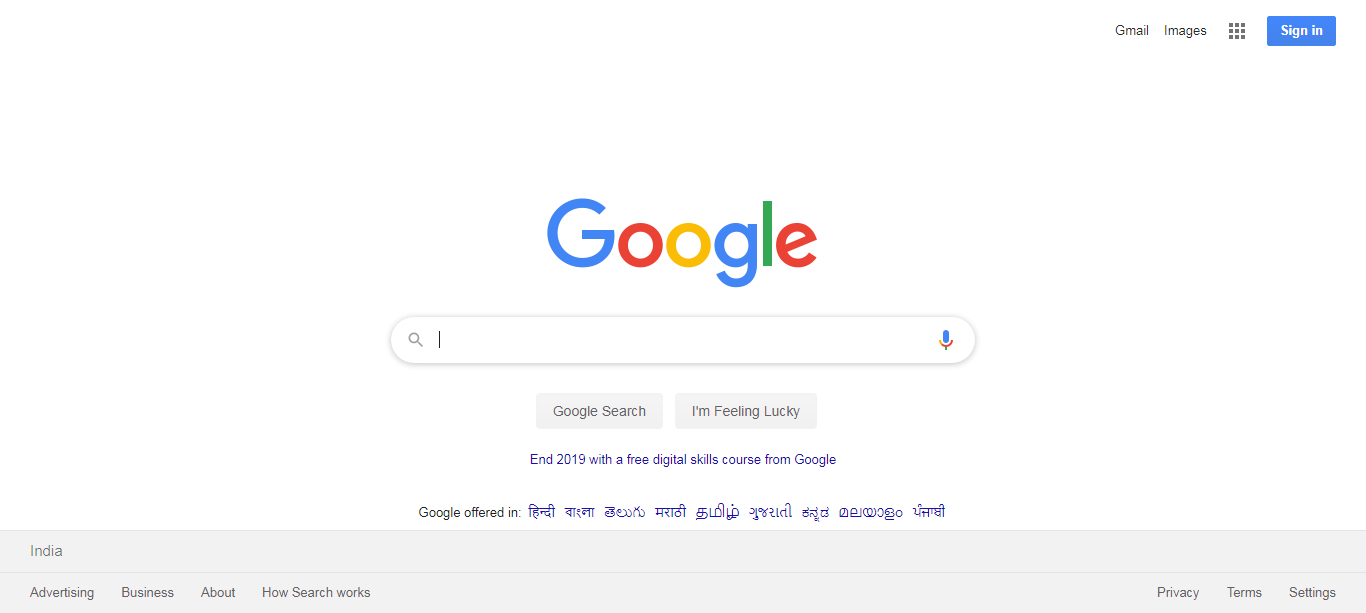 Gmail Images Sign in
Google
Google Search I'm Feeling Lucky
End 2019 with a free digital skills course from Google
Google offered in: हिन्दी বাংলা తెలుగు मराठी தமிழ் ગુજરાતી ಕನ್ನಡ മലയാളം ਪੰਜਾਬੀ
India
Advertising Business About How Search works Privacy Terms Settings